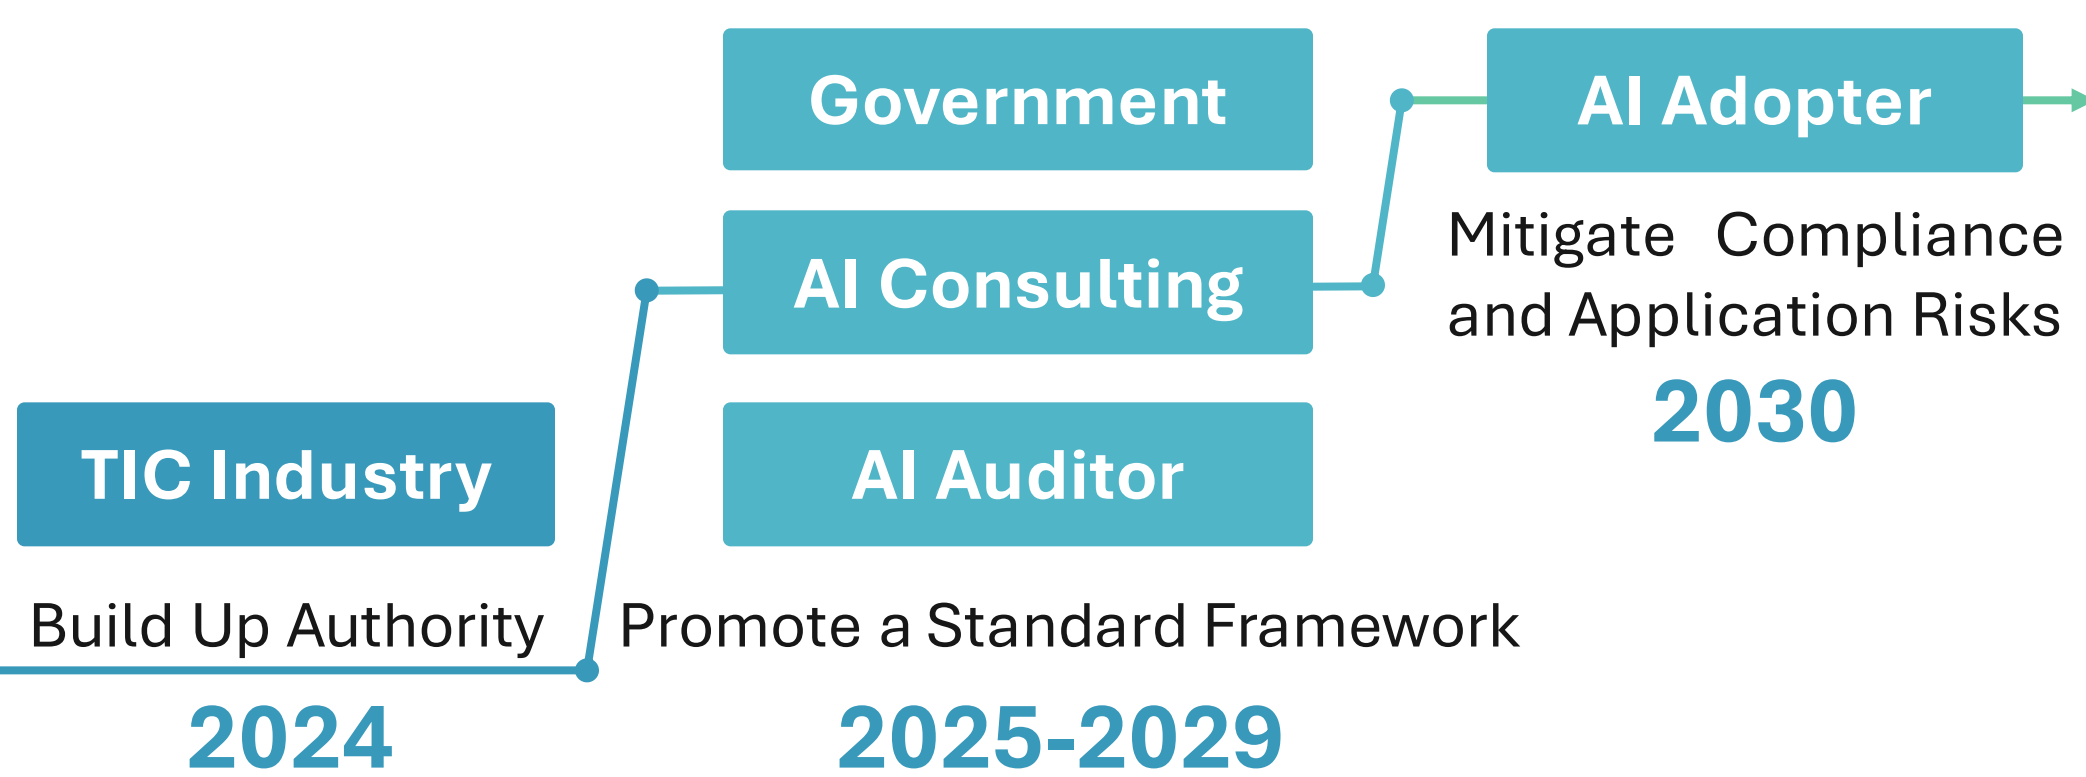 TIC Industry
Build Up Authority
2024
Government
AI Consulting
AI Auditor
Promote a Standard Framework
2025-2029
AI Adopter
Mitigate Compliance
and Application Risks
2030